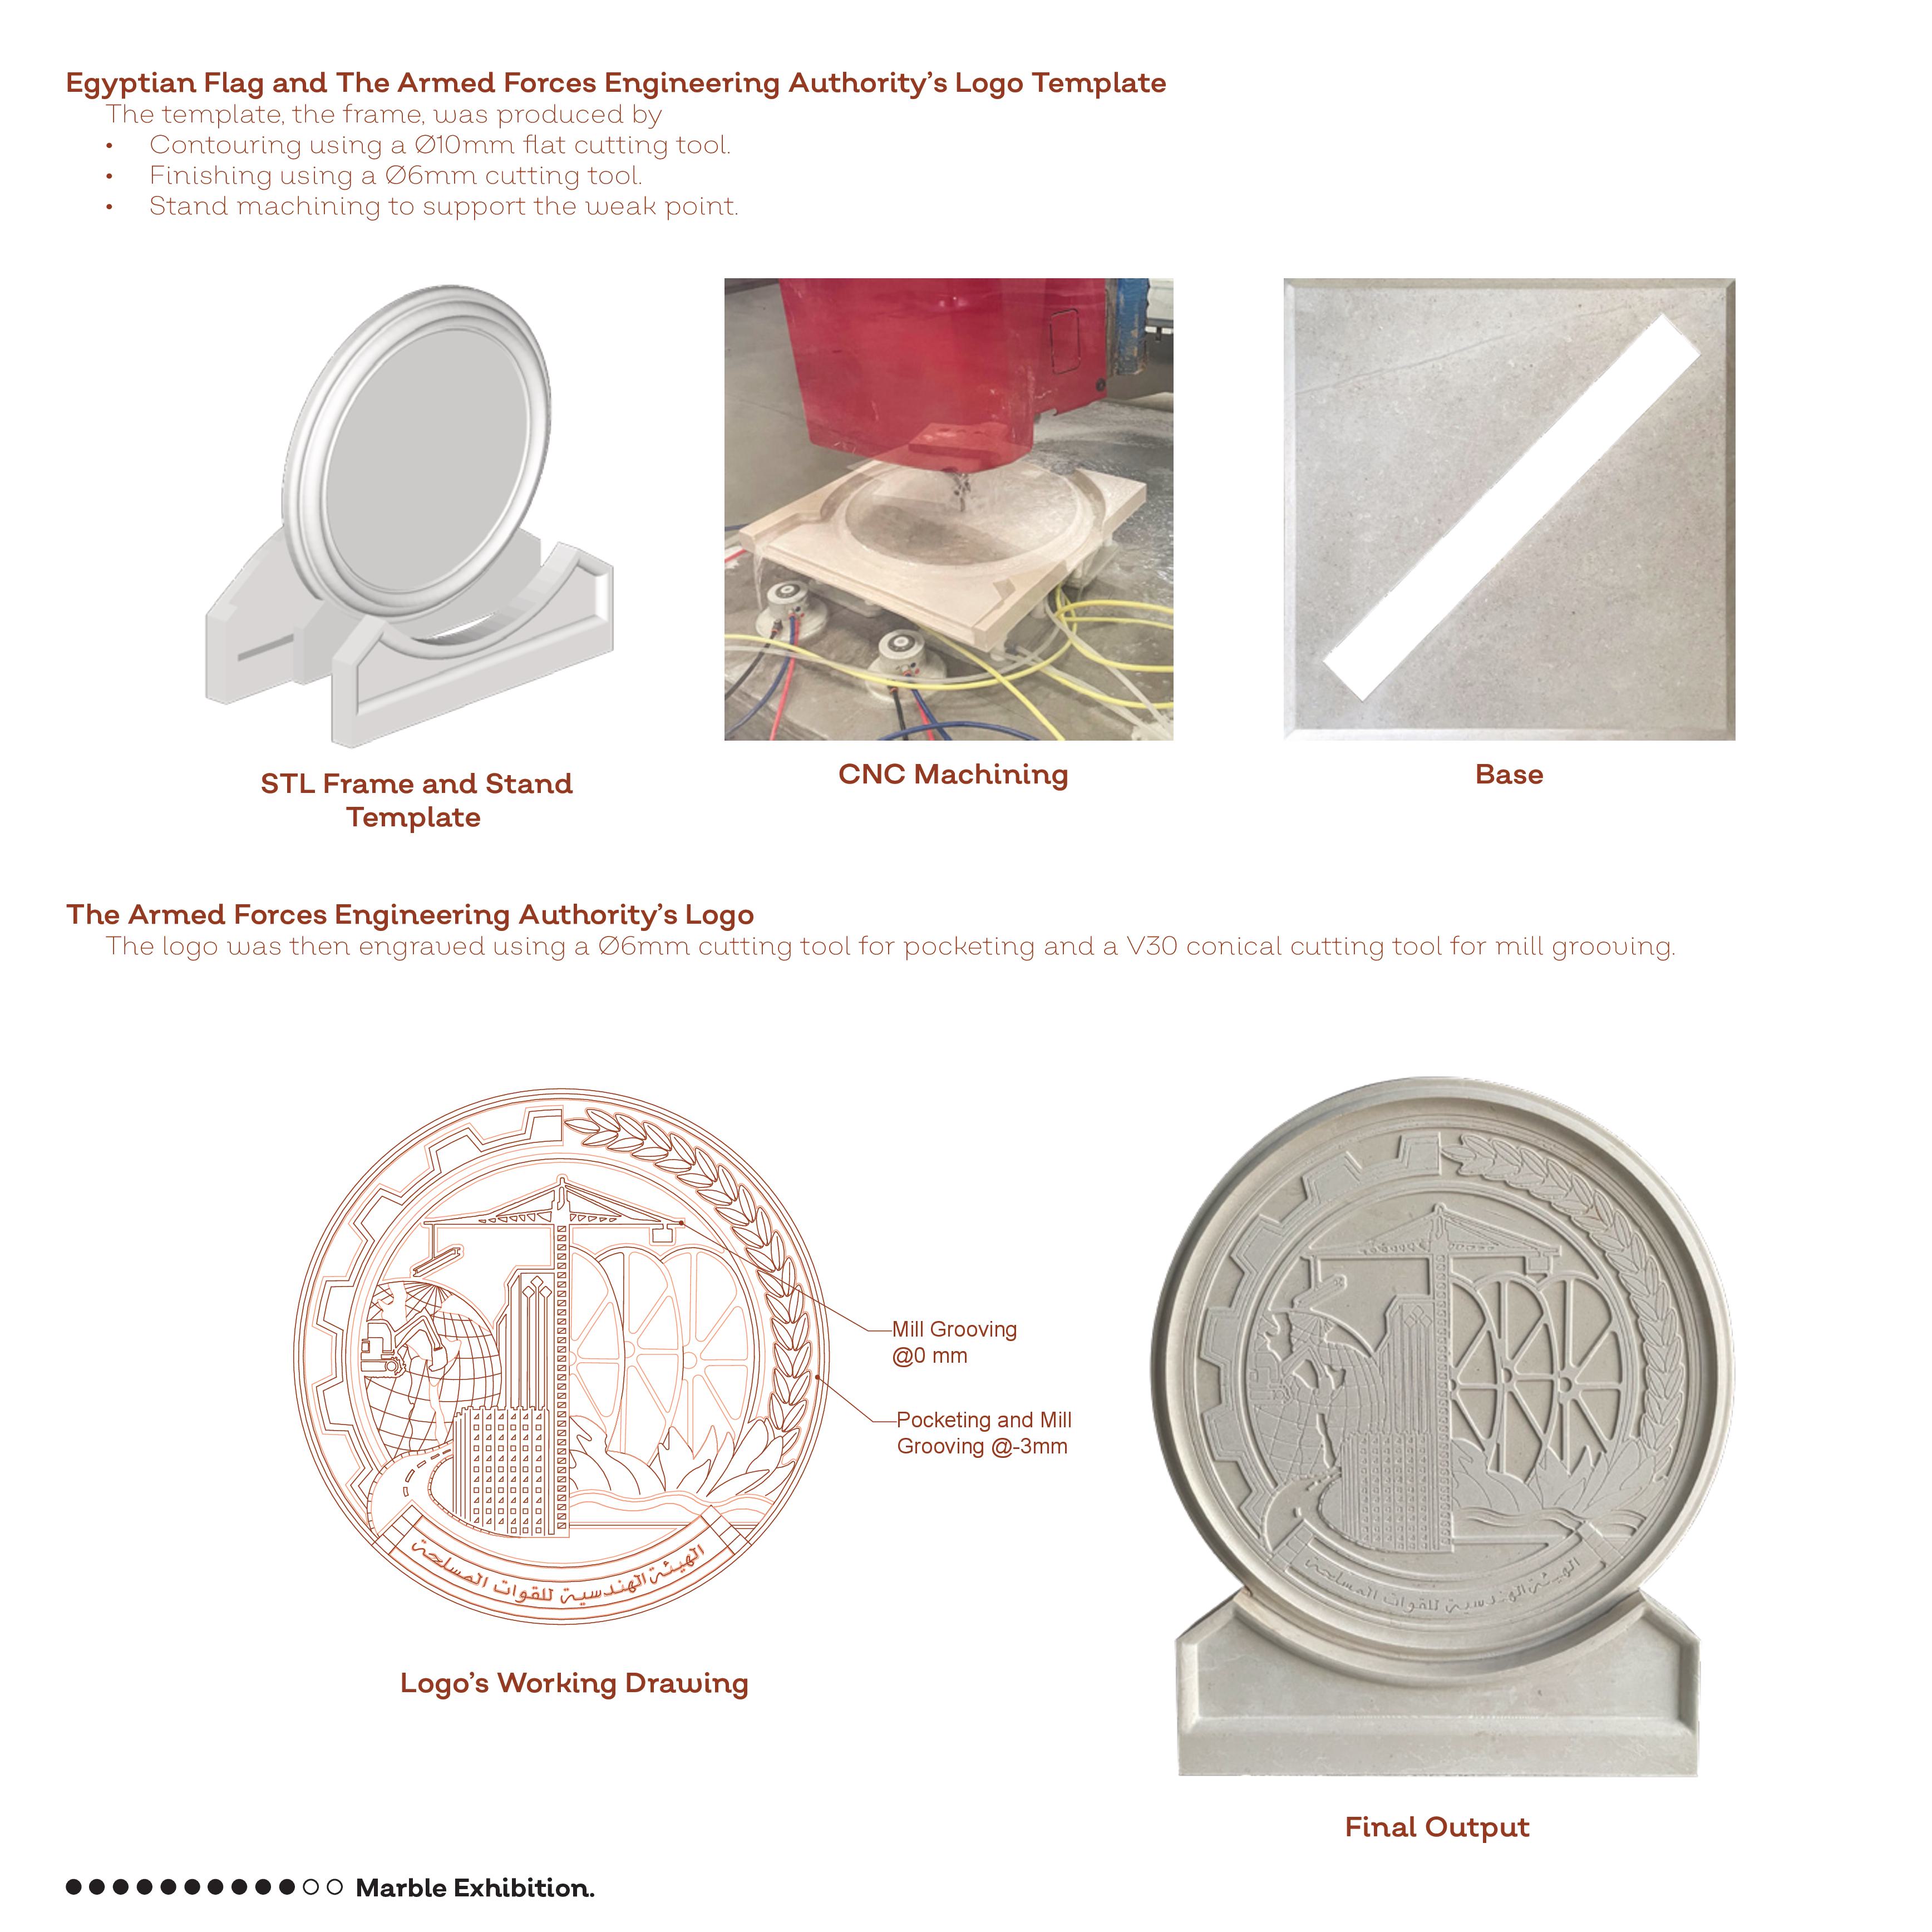 Egyptian Flag and The Armed Forces Engineering Authority's Logo Template
The template, the frame, was produced by
• Contouring using a Ø10mm flat cutting tool.
• Finishing using a Ø6mm cutting tool.
• Stand machining to support the weak point.
STL Frame and Stand
Template
CNC Machining
Base
The Armed Forces Engineering Authority's Logo
The logo was then engraved using a Ø6mm cutting tool for pocketing and a V30 conical cutting tool for mill grooving.
Mill Grooving
@0 mm
Pocketing and Mill
Grooving @-3mm
الهيئة الهندسية للقوات المسلحة
الهيئة الهندسية للقوات المسلحة
Logo's Working Drawing
Final Output
Marble Exhibition.